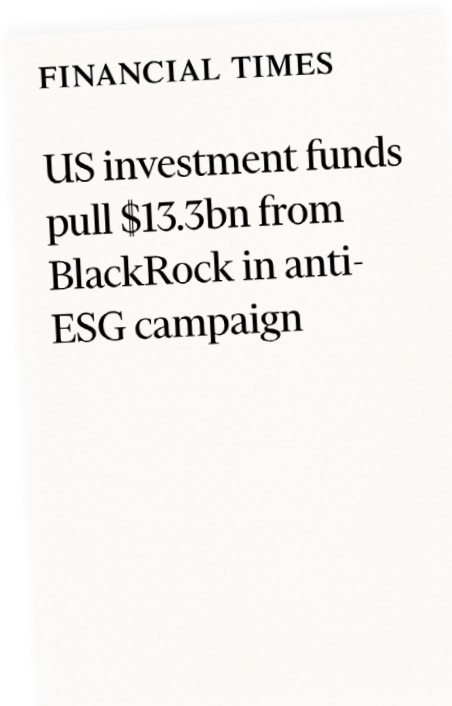 FINANCIAL TIMES
US investment funds
pull $13.3bn from
BlackRock in anti-
ESG campaign